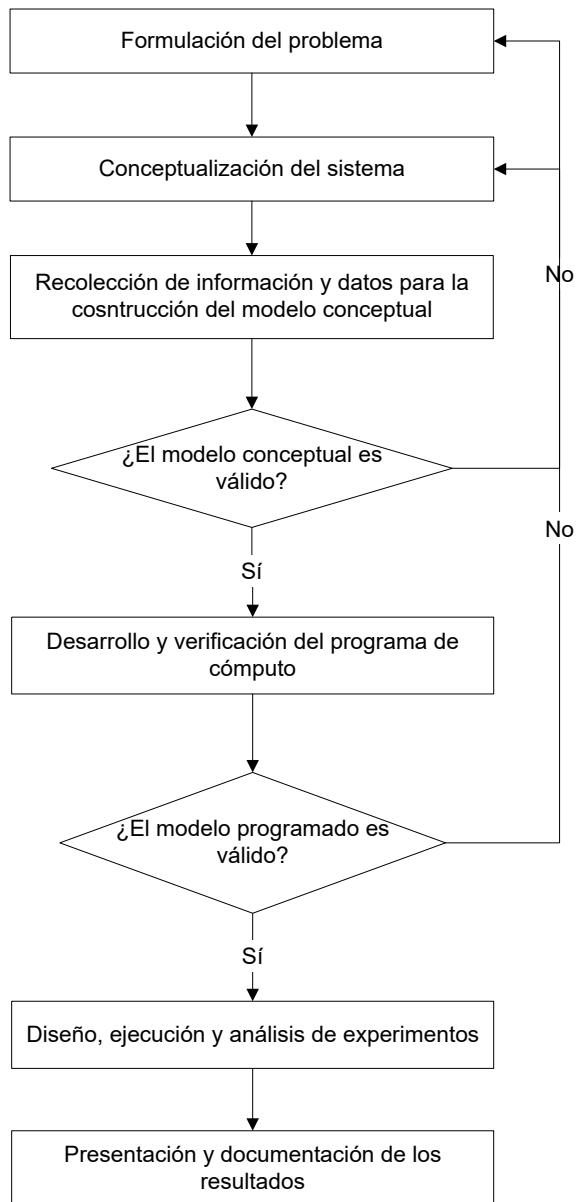 Formulación del problema
Conceptualización del sistema
Recolección de información y datos para la
cosntrucción del modelo conceptual
No
¿El modelo conceptual es
válido?
No
Sí
Desarrollo y verificación del programa de
cómputo
¿El modelo programado es
válido?
Sí
Diseño, ejecución y análisis de experimentos
Presentación y documentación de los
resultados